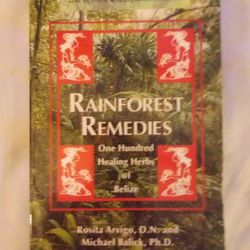 RAINFOREST
REMEDIES
One Hundred
Healing Herbs
of
Belize
Rosita Arvigo, D.N. and
Michael Balick, Ph.D.